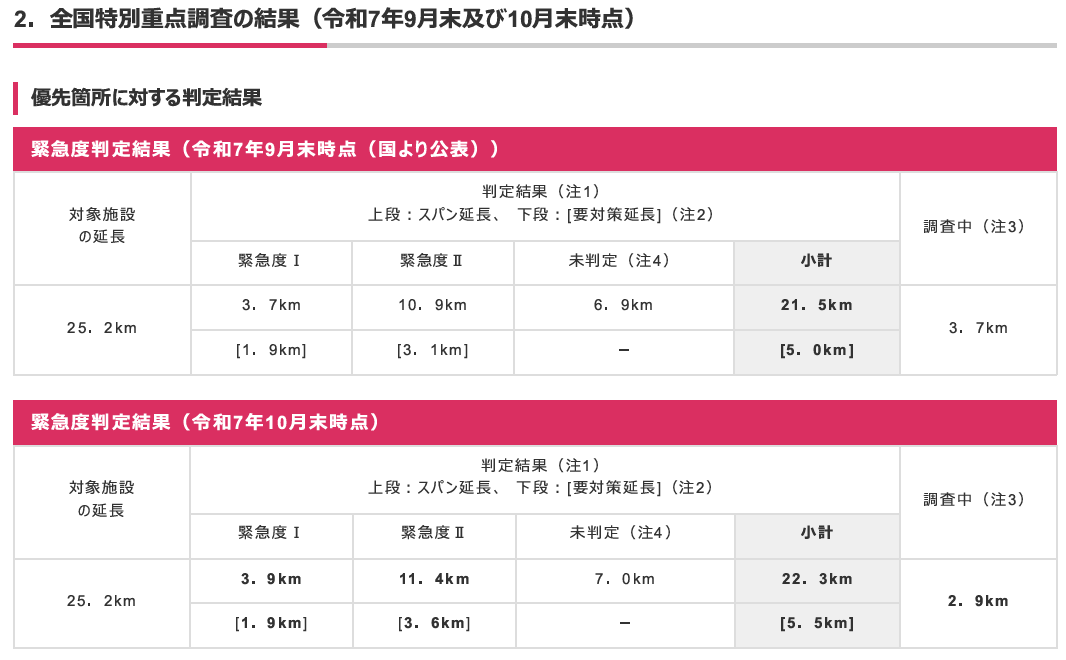 2．全国特別重点調査の結果（令和7年9月末及び10月末時点）
優先箇所に対する判定結果
緊急度判定結果（令和7年9月末時点（国より公表））
対象施設
の延長
判定結果（注1）
上段：スパン延長、 下段：[要対策延長]（注2）
調査中（注3）
緊急度Ⅰ
緊急度Ⅱ
未判定（注4）
小計
25．2km
3．7km
10．9km
6．9km
21．5km
3．7km
[1．9km]
[3．1km]
－
[5．0km]
緊急度判定結果（令和7年10月末時点）
対象施設
の延長
判定結果（注1）
上段：スパン延長、 下段：[要対策延長]（注2）
調査中（注3）
緊急度Ⅰ
緊急度Ⅱ
未判定（注4）
小計
25．2km
3．9km
11．4km
7．0km
22．3km
2．9km
[1．9km]
[3．6km]
－
[5．5km]